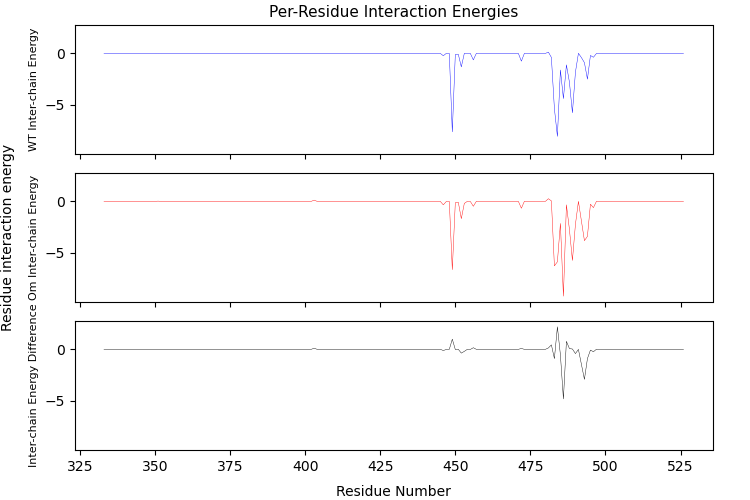 Per-Residue Interaction Energies
WT Inter-chain Energy
0
−5
Residue interaction energy
Om Inter-chain Energy
0
−5
Inter-chain Energy Difference
0
−5
325 350 375 400 425 450 475 500 525
Residue Number